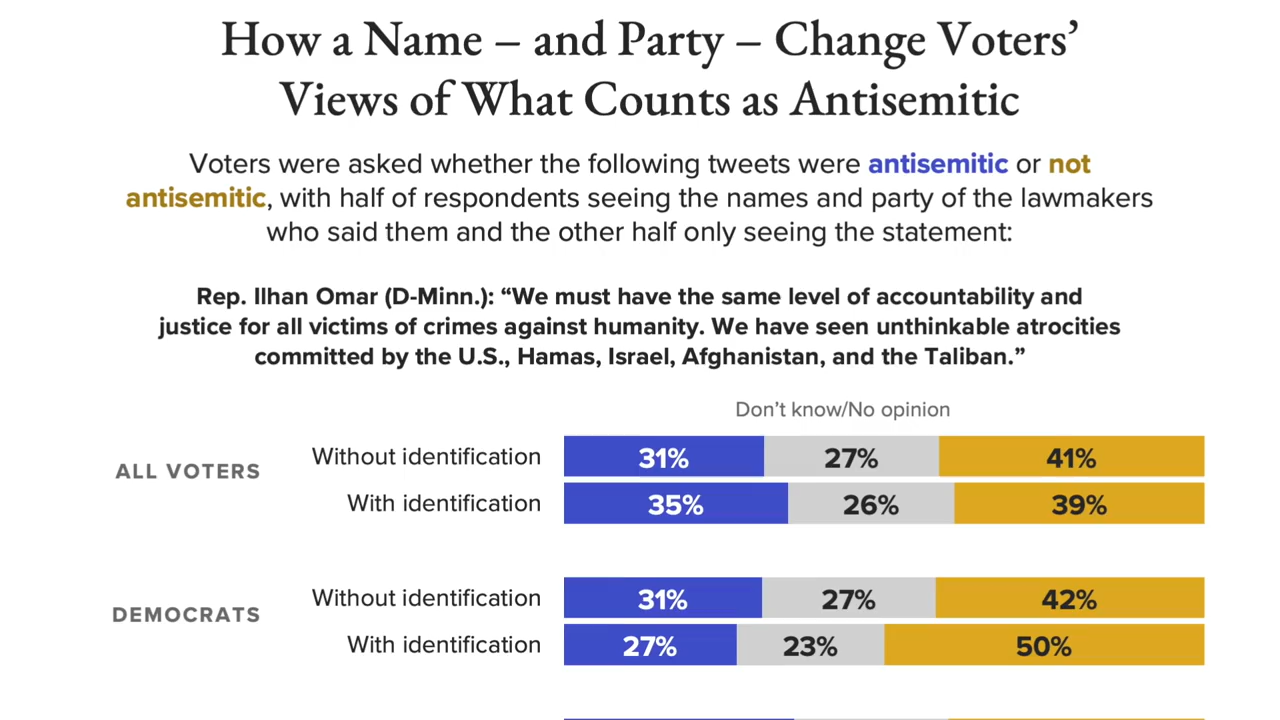 How a Name – and Party – Change Voters’
Views of What Counts as Antisemitic
Voters were asked whether the following tweets were antisemitic or not
antisemitic, with half of respondents seeing the names and party of the lawmakers
who said them and the other half only seeing the statement:
Rep. Ilhan Omar (D-Minn.): “We must have the same level of accountability and
justice for all victims of crimes against humanity. We have seen unthinkable atrocities
committed by the U.S., Hamas, Israel, Afghanistan, and the Taliban.”
Don’t know/No opinion
ALL VOTERS
Without identification 31% 27% 41%
With identification 35% 26% 39%
DEMOCRATS
Without identification 31% 27% 42%
With identification 27% 23% 50%